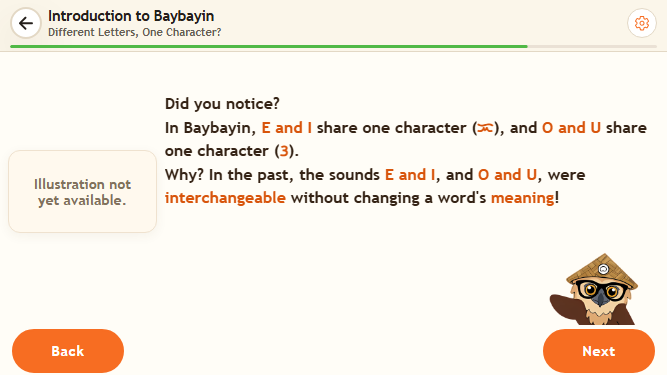 Introduction to Baybayin
Different Letters, One Character?
Did you notice?
In Baybayin, E and I share one character (ᜁ), and O and U share
one character (ᜂ).
Why? In the past, the sounds E and I, and O and U, were
interchangeable without changing a word's meaning!
Illustration not
yet available.
Back
Next